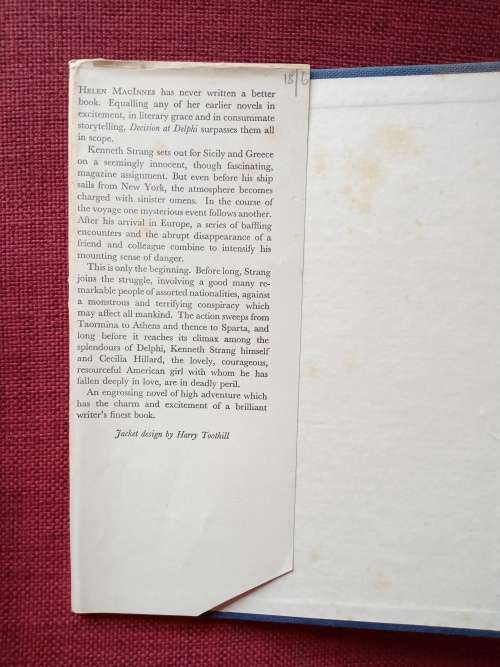 18/6
HELEN MACINNES has never written a better
book. Equalling any of her earlier novels in
excitement, in literary grace and in consummate
storytelling, Decision at Delphi surpasses them all
in scope.
Kenneth Strang sets out for Sicily and Greece
on a seemingly innocent, though fascinating,
magazine assignment. But even before his ship
sails from New York, the atmosphere becomes
charged with sinister omens. In the course of
the voyage one mysterious event follows another.
After his arrival in Europe, a series of baffling
encounters and the abrupt disappearance of a
friend and colleague combine to intensify his
mounting sense of danger.
This is only the beginning. Before long, Strang
joins the struggle, involving a good many re-
markable people of assorted nationalities, against
a monstrous and terrifying conspiracy which
may affect all mankind. The action sweeps from
Taormina to Athens and thence to Sparta, and
long before it reaches its climax among the
splendours of Delphi, Kenneth Strang himself
and Cecilia Hillard, the lovely, courageous,
resourceful American girl with whom he has
fallen deeply in love, are in deadly peril.
An engrossing novel of high adventure which
has the charm and excitement of a brilliant
writer's finest book.
Jacket design by Harry Toothill